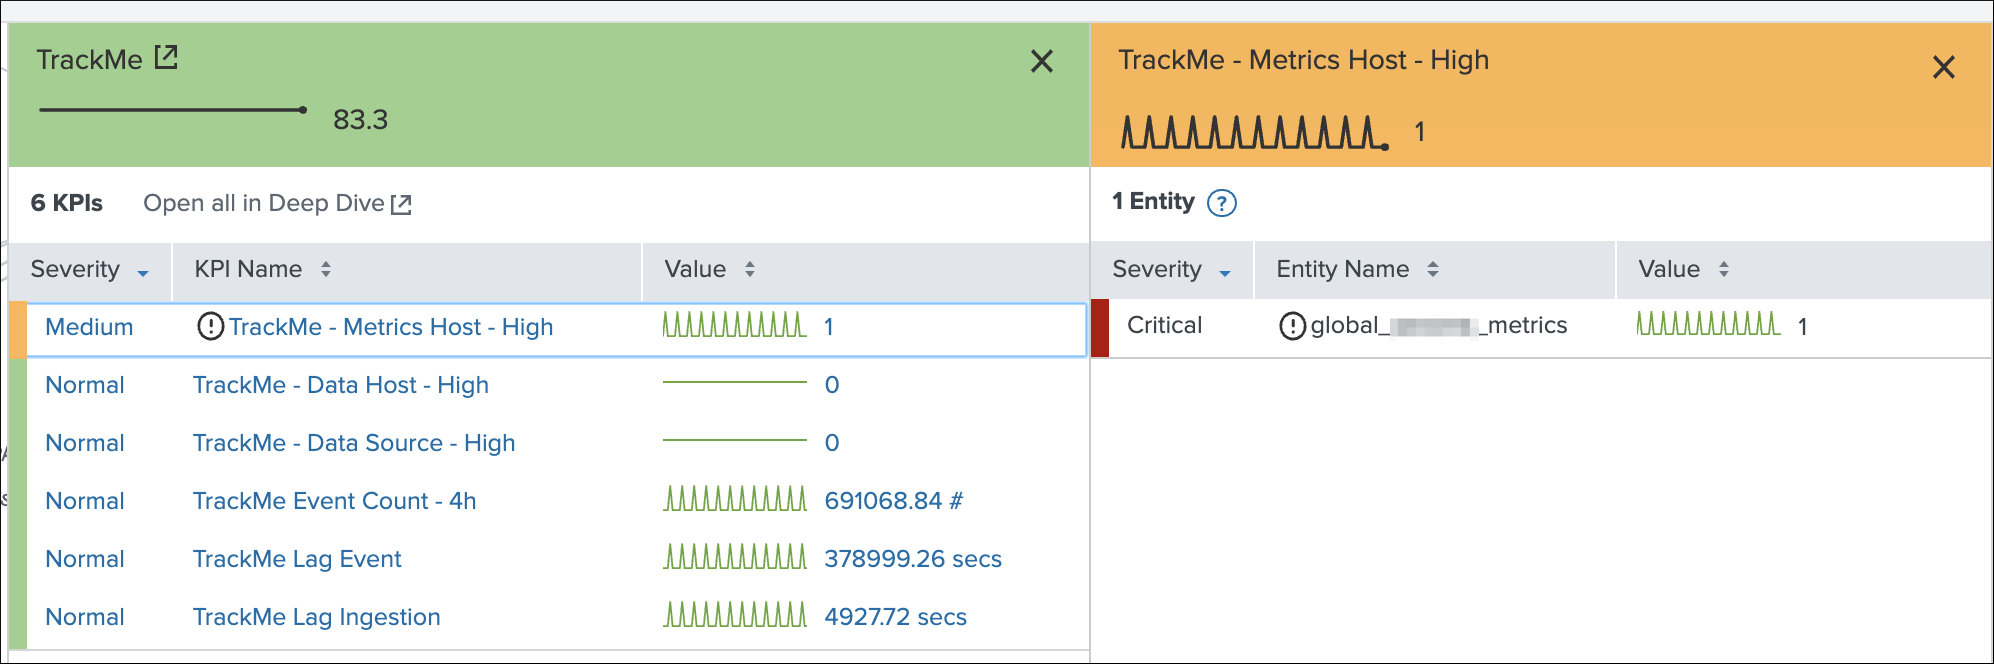 TrackMe
83.3
6 KPIs Open all in Deep Dive
Severity KPI Name Value
Medium TrackMe - Metrics Host - High 1
Normal TrackMe - Data Host - High 0
Normal TrackMe - Data Source - High 0
Normal TrackMe Event Count - 4h 691068.84 #
Normal TrackMe Lag Event 378999.26 secs
Normal TrackMe Lag Ingestion 4927.72 secs
TrackMe - Metrics Host - High
1
1 Entity ?
Severity Entity Name Value
Critical global_ _metrics 1